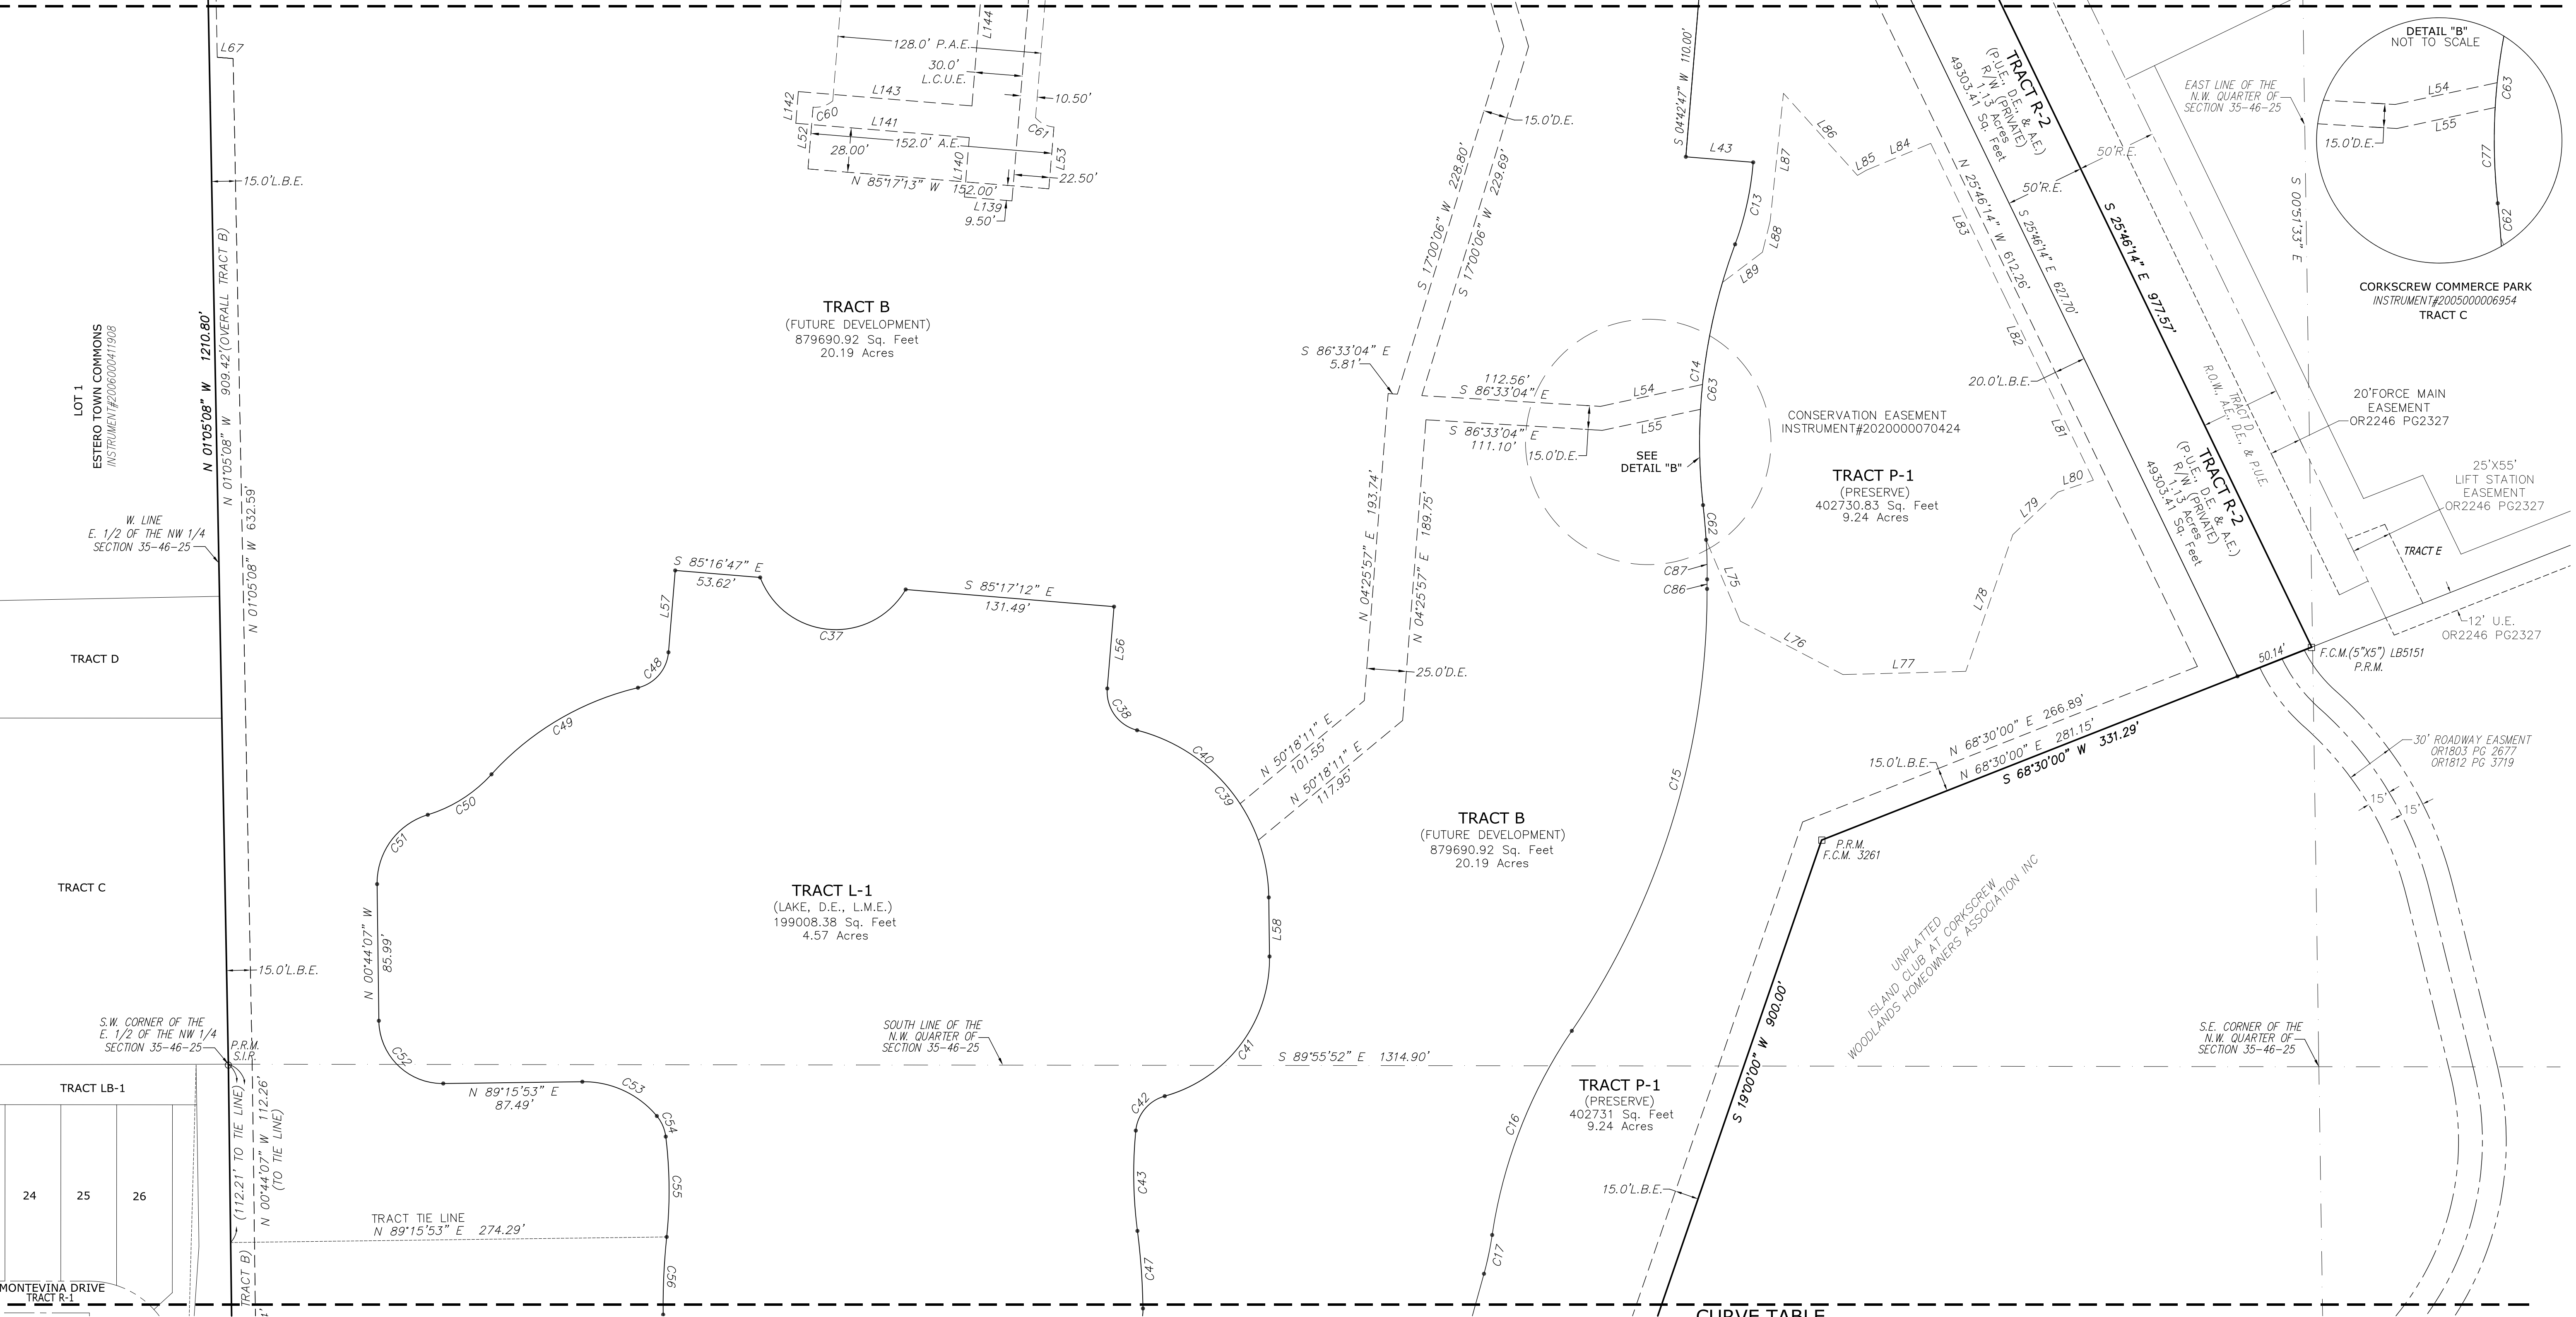 L67
128.0' P.A.E.
30.0'
L.C.U.E.
L144
10.50'
L142
L143
C60
C61
L52
L141
152.0' A.E.
28.00'
L140
L53
22.50'
N 85°17'13" W
152.00'
L139
9.50'
15.0'D.E.
S 17°00'06" W 228.80'
S 17°00'06" W 229.69'
S 04°42'47" W 110.00'
L43
C13
L86
L87
L85
L84
L88
L89
L83
L82
L81
L80
L79
L78
L77
L76
L75
TRACT R-2
(P.U.E., D.E., & A.E.)
R/W (PRIVATE)
1.13 Acres
49303.41 Sq. Feet
N 25°46'14" W 612.26'
S 25°46'14" E 627.70'
S 25°46'14" E 977.57'
50'R.E.
50'R.E.
EAST LINE OF THE
N.W. QUARTER OF
SECTION 35-46-25
S 00°51'33" E
DETAIL "B"
NOT TO SCALE
L54
L55
C63
C77
C62
15.0'D.E.
CORKSCREW COMMERCE PARK
INSTRUMENT#2005000006954
TRACT C
15.0'L.B.E.
LOT 1
ESTERO TOWN COMMONS
INSTRUMENT#2006000411908
N 01°05'08" W 1210.80'
N 01°05'08" W 909.42'(OVERALL TRACT B)
N 01°05'08" W 632.59'
TRACT B
(FUTURE DEVELOPMENT)
879690.92 Sq. Feet
20.19 Acres
S 86°33'04" E
5.81'
112.56'
S 86°33'04" E
L54
L55
S 86°33'04" E
111.10'
15.0'D.E.
C14
C63
SEE
DETAIL "B"
C62
C87
C86
CONSERVATION EASEMENT
INSTRUMENT#2020000070424
TRACT P-1
(PRESERVE)
402730.83 Sq. Feet
9.24 Acres
20.0'L.B.E.
TRACT D
R.O.W., A.E., D.E., & P.U.E.
TRACT R-2
(P.U.E., D.E. & A.E.)
R/W (PRIVATE)
1.13 Acres
49303.41 Sq. Feet
20'FORCE MAIN
EASEMENT
OR2246 PG2327
25'X55'
LIFT STATION
EASEMENT
OR2246 PG2327
TRACT E
12' U.E.
OR2246 PG2327
F.C.M.(5"X5") LB5151
P.R.M.
50.14'
W. LINE
E. 1/2 OF THE NW 1/4
SECTION 35-46-25
N 04°25'57" E 193.74'
N 04°25'57" E 189.75'
25.0'D.E.
S 85°16'47" E
53.62'
L57
C37
S 85°17'12" E
131.49'
L56
C48
C49
C50
C51
C38
C40
C39
N 50°18'11" E
101.55'
N 50°18'11" E
117.95'
TRACT D
TRACT C
N 68°30'00" E 266.89'
N 68°30'00" E 281.15'
S 68°30'00" W 331.29'
15.0'L.B.E.
30' ROADWAY EASMENT
OR1803 PG 2677
OR1812 PG 3719
15'
15'
P.R.M.
F.C.M. 3261
C15
TRACT B
(FUTURE DEVELOPMENT)
879690.92 Sq. Feet
20.19 Acres
TRACT L-1
(LAKE, D.E., L.M.E.)
199008.38 Sq. Feet
4.57 Acres
L58
N 00°44'07" W
85.99'
15.0'L.B.E.
UNPLATTED
ISLAND CLUB AT CORKSCREW
WOODLANDS HOMEOWNERS ASSOCIATION INC
S.W. CORNER OF THE
E. 1/2 OF THE NW 1/4
SECTION 35-46-25
P.R.M.
S.I.P.
SOUTH LINE OF THE
N.W. QUARTER OF
SECTION 35-46-25
S 89°55'52" E 1314.90'
S.E. CORNER OF THE
N.W. QUARTER OF
SECTION 35-46-25
C52
N 89°15'53" E
87.49'
C53
C54
C55
C56
C41
C42
C43
C47
C16
C17
TRACT P-1
(PRESERVE)
402731 Sq. Feet
9.24 Acres
S 19°00'00" W 900.00'
15.0'L.B.E.
TRACT LB-1
24
25
26
(112.21' TO TIE LINE)
N 00°44'07" W 112.26'
(TO TIE LINE)
TRACT TIE LINE
N 89°15'53" E 274.29'
TRACT B)
MONTEVINA DRIVE
TRACT R-1
CURVE TABLE